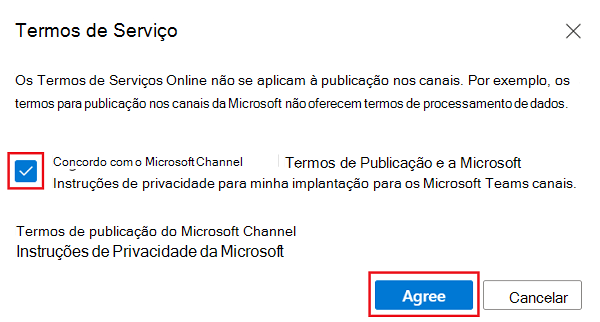 Termos de Serviço
Os Termos de Serviços Online não se aplicam à publicação nos canais. Por exemplo, os
termos para publicação nos canais da Microsoft não oferecem termos de processamento de dados.
Concordo com o Microsoft Channel Termos de Publicação e a Microsoft
Instruções de privacidade para minha implantação para os Microsoft Teams canais.
Termos de publicação do Microsoft Channel
Instruções de Privacidade da Microsoft
Agree Cancelar